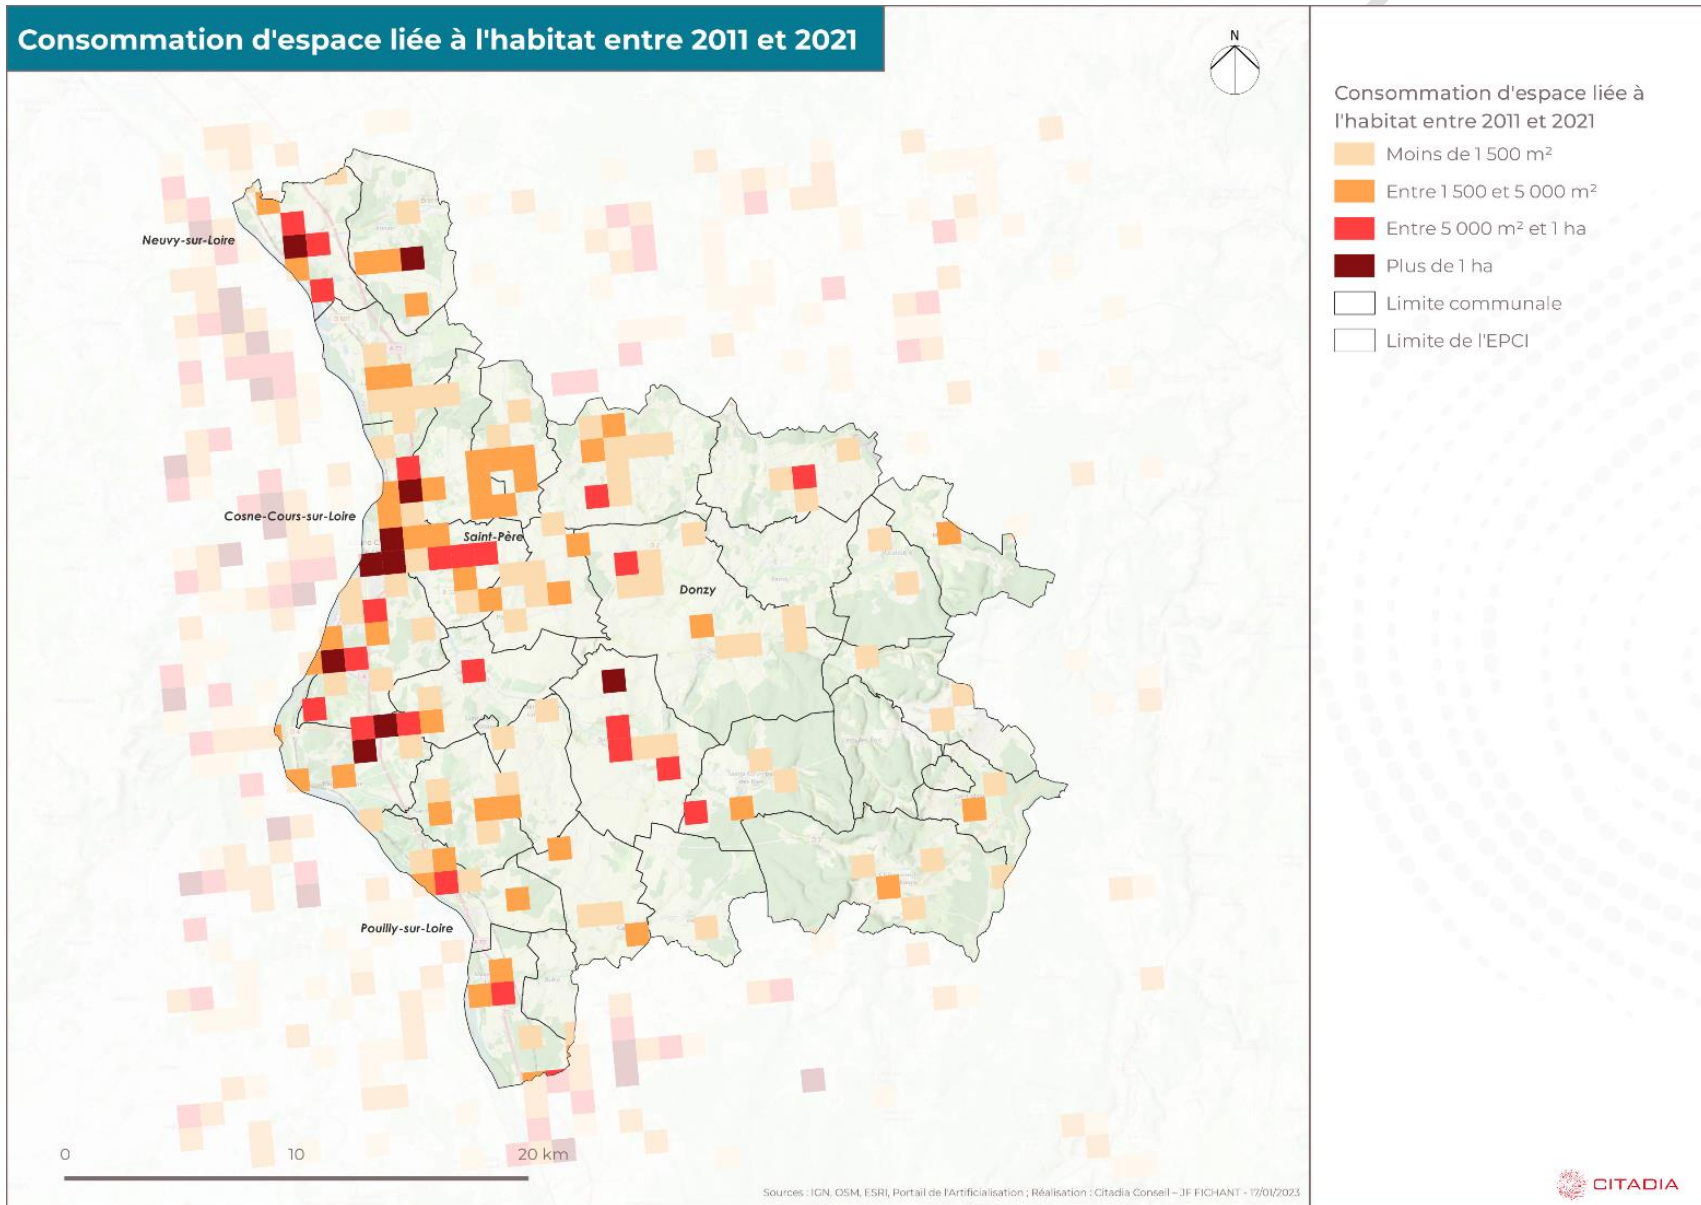 Consommation d'espace liée à l'habitat entre 2011 et 2021
N
Consommation d'espace liée à
l'habitat entre 2011 et 2021
Moins de 1 500 m²
Entre 1 500 et 5 000 m²
Entre 5 000 m² et 1 ha
Plus de 1 ha
Limite communale
Limite de l'EPCI
Neuvy-sur-Loire
Cosne-Cours-sur-Loire
Saint-Père
Donzy
Pouilly-sur-Loire
0 10 20 km
Sources : IGN, OSM, ESRI, Portail de l'Artificialisation ; Réalisation : Citadia Conseil – JF FICHANT - 17/01/2023
CITADIA